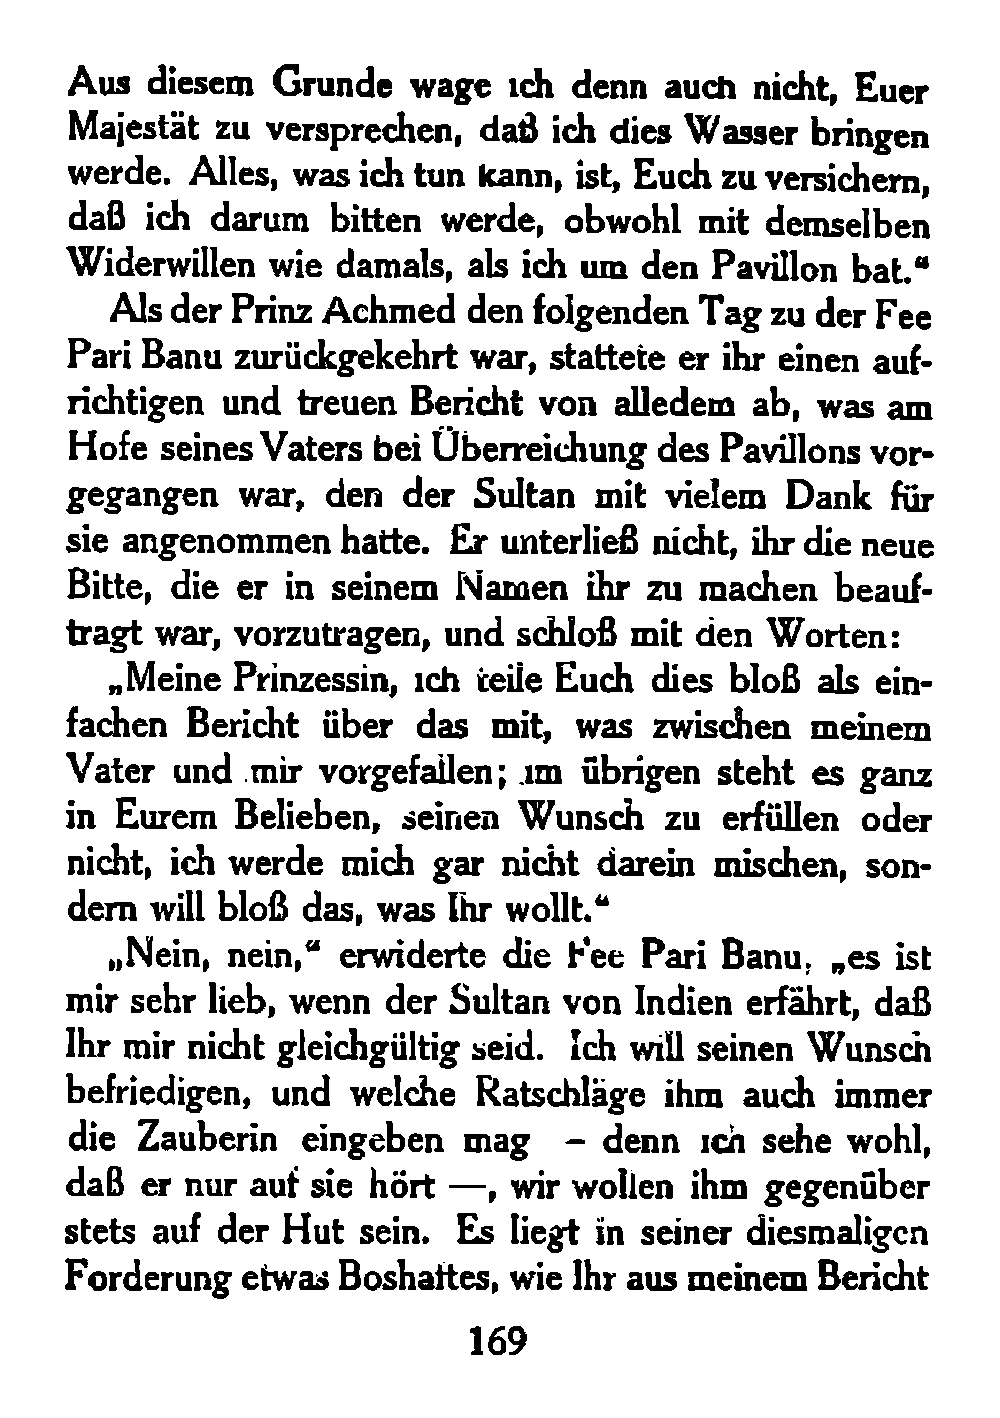 Aus diesem Grunde wage ich denn auch nicht, Euer
Majestät zu versprechen, daß ich dies Wasser bringen
werde. Alles, was ich tun kann, ist, Euch zu versichern,
daß ich darum bitten werde, obwohl mit demselben
Widerwillen wie damals, als ich um den Pavillon bat.“
Als der Prinz Achmed den folgenden Tag zu der Fee
Pari Banu zurückgekehrt war, stattete er ihr einen auf-
richtigen und treuen Bericht von alledem ab, was am
Hofe seines Vaters bei Überreichung des Pavillons vor-
gegangen war, den der Sultan mit vielem Dank für
sie angenommen hatte. Er unterließ nicht, ihr die neue
Bitte, die er in seinem Namen ihr zu machen beauf-
tragt war, vorzutragen, und schloß mit den Worten:
„Meine Prinzessin, ich teile Euch dies bloß als ein-
fachen Bericht über das mit, was zwischen meinem
Vater und mir vorgefallen; im übrigen steht es ganz
in Eurem Belieben, seinen Wunsch zu erfüllen oder
nicht, ich werde mich gar nicht darein mischen, son-
dern will bloß das, was Ihr wollt.“
„Nein, nein,“ erwiderte die Fee Pari Banu, „es ist
mir sehr lieb, wenn der Sultan von Indien erfährt, daß
Ihr mir nicht gleichgültig seid. Ich will seinen Wunsch
befriedigen, und welche Ratschläge ihm auch immer
die Zauberin eingeben mag – denn ich sehe wohl,
daß er nur auf sie hört —, wir wollen ihm gegenüber
stets auf der Hut sein. Es liegt in seiner diesmaligen
Forderung etwas Boshaftes, wie Ihr aus meinem Bericht
169